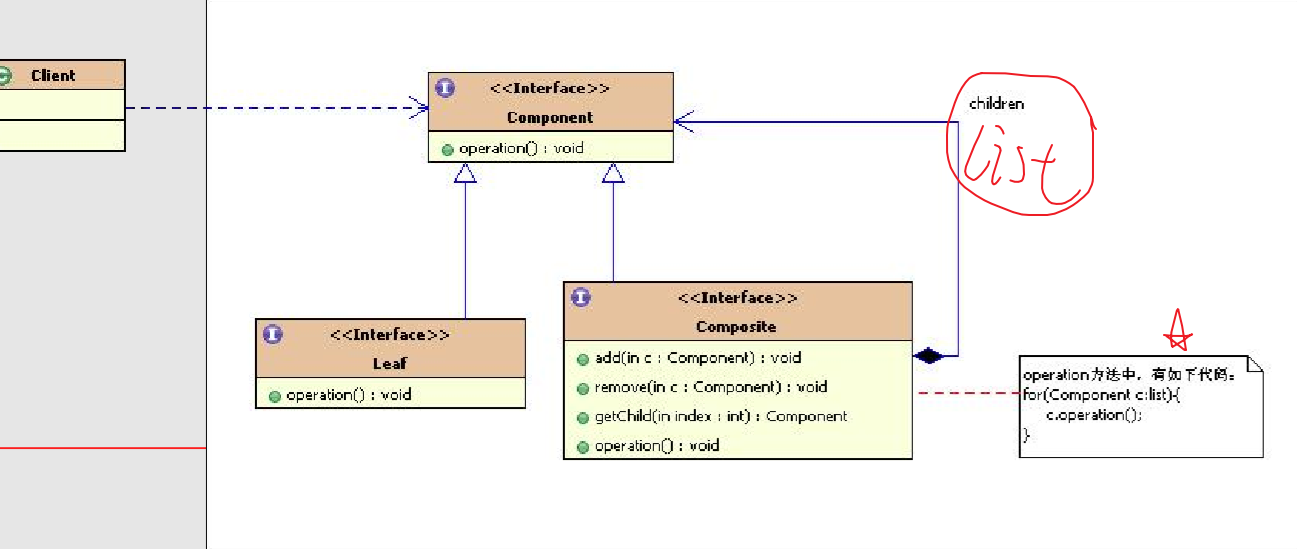 Client
<<Interface>>
Component
operation() : void
children
list
<<Interface>>
Leaf
operation() : void
<<Interface>>
Composite
add(in c : Component) : void
remove(in c : Component) : void
getChild(in index : int) : Component
operation() : void
operation方法中，有如下代码：
for(Component c:list){
c.operation();
}